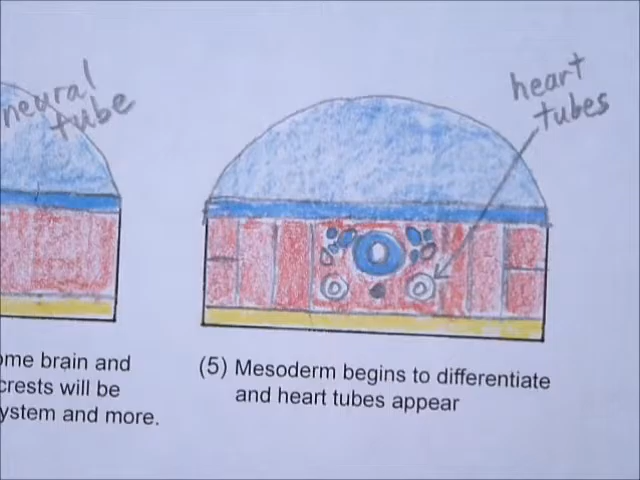 neural
tube
heart
tubes
ome brain and
crests will be
ystem and more.
(5) Mesoderm begins to differentiate
and heart tubes appear